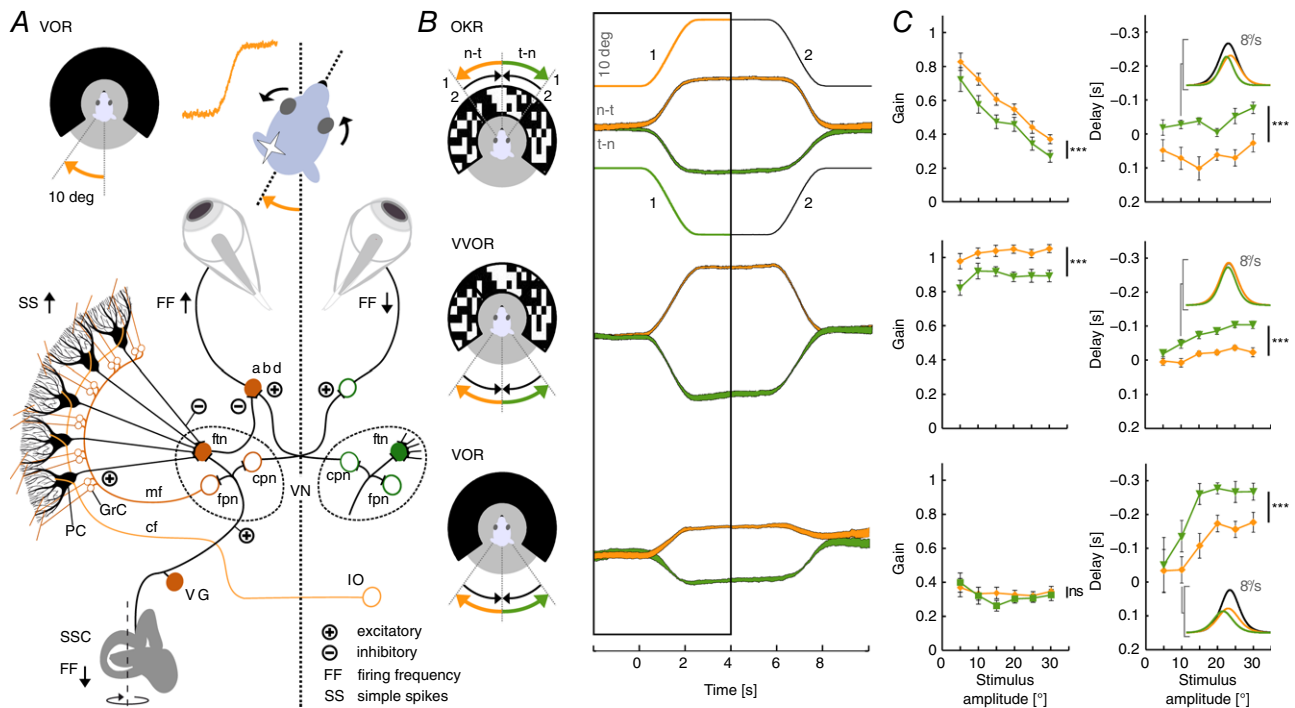 A
VOR
10 deg
SS
FF
FF
abd
ftn
cpn
fpn
mf
cf
GrC
PC
VN
ftn
cpn
fpn
VG
IO
SSC
FF
excitatory
inhibitory
FF firing frequency
SS simple spikes
B
OKR
n-t t-n
1 1
2 2
VVOR
VOR
10 deg
1 2
n-t
t-n
1 2
0 2 4 6 8
Time [s]
C
Gain
1
0.8
0.6
0.4
0.2
0
***
Delay [s]
−0.3
−0.2
−0.1
0
0.1
0.2
8°/s
***
Gain
1
0.8
0.6
0.4
0.2
0
***
Delay [s]
−0.3
−0.2
−0.1
0
0.1
0.2
8°/s
***
Gain
1
0.8
0.6
0.4
0.2
0
ns
0 10 20 30
Stimulus
amplitude [°]
Delay [s]
−0.3
−0.2
−0.1
0
0.1
0.2
8°/s
***
0 10 20 30
Stimulus
amplitude [°]